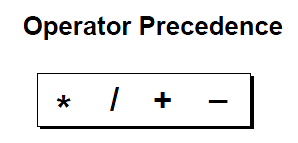 Operator Precedence
* / + –